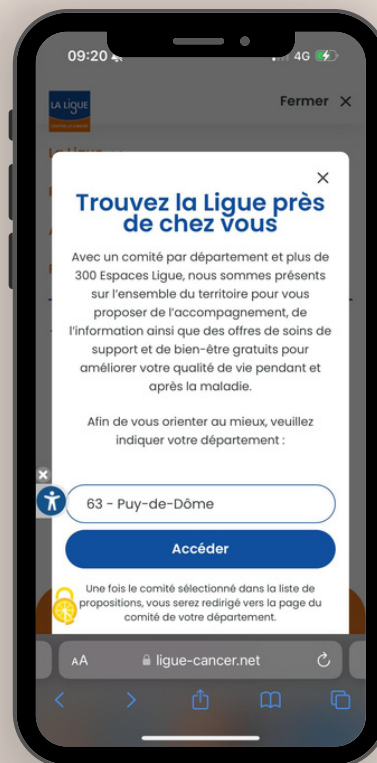 09:20
4G
LA LIGUE
CONTRE LE CANCER
Fermer ×
La Ligue
Trouvez la Ligue près
de chez vous
Avec un comité par département et plus de
300 Espaces Ligue, nous sommes présents
sur l'ensemble du territoire pour vous
proposer de l'accompagnement, de
l'information ainsi que des offres de soins de
support et de bien-être gratuits pour
améliorer votre qualité de vie pendant et
après la maladie.
Afin de vous orienter au mieux, veuillez
indiquer votre département :
63 - Puy-de-Dôme
Accéder
Une fois le comité sélectionné dans la liste de
propositions, vous serez redirigé vers la page du
comité de votre département.
AA
ligue-cancer.net